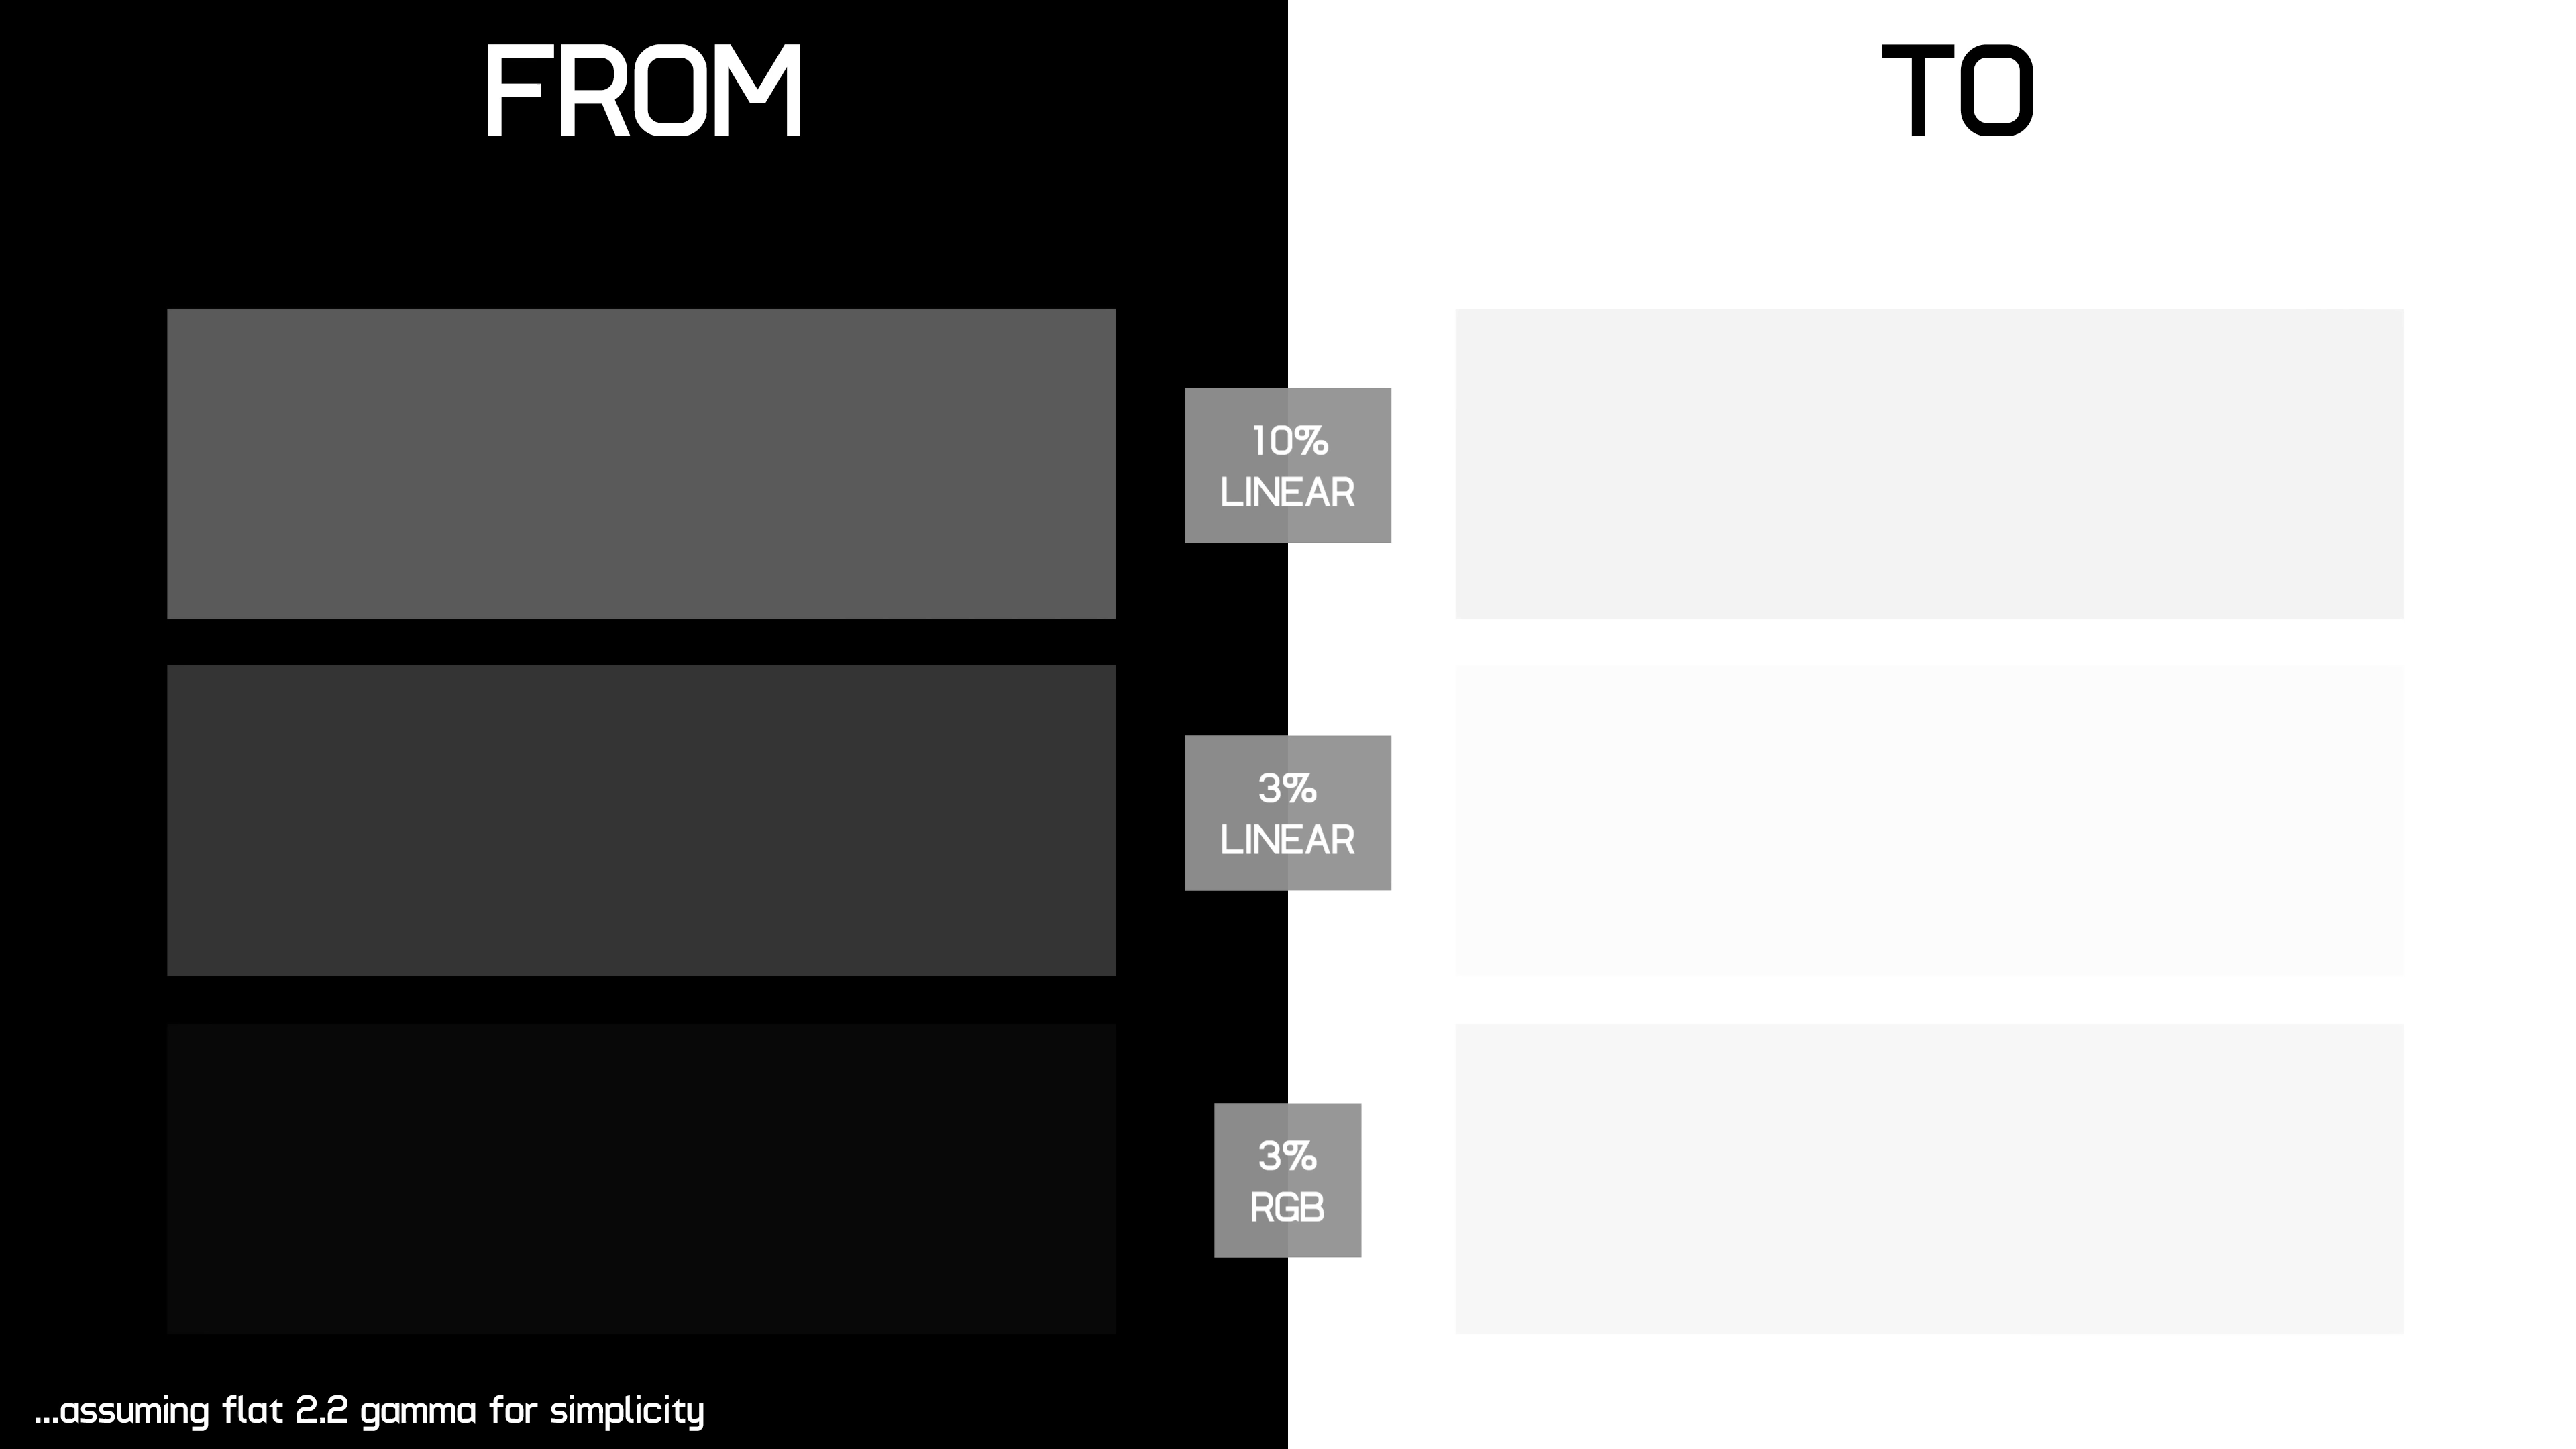 FROM
TO
10%
LINEAR
3%
LINEAR
3%
RGB
...assuming flat 2.2 gamma for simplicity